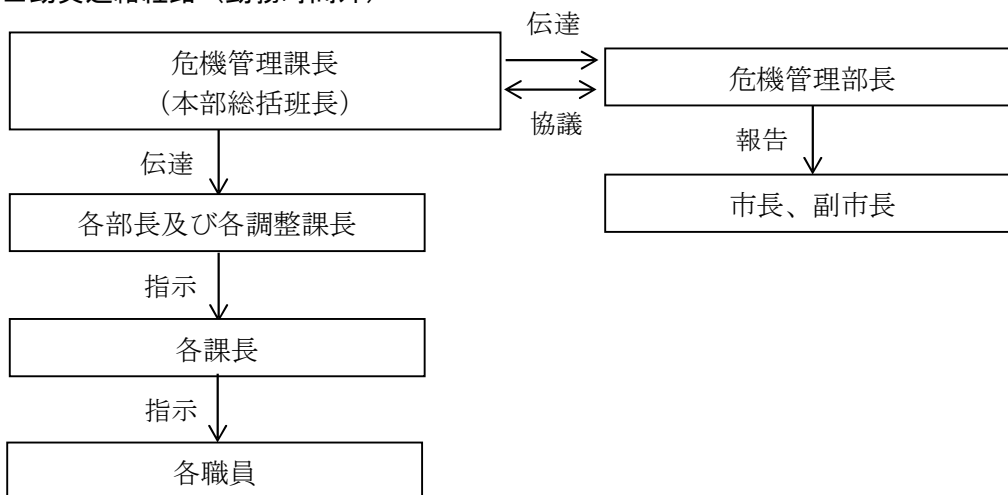 伝達
危機管理課長
(本部総括班長)
危機管理部長
協議
伝達
報告
各部長及び各調整課長
市長、副市長
指示
各課長
指示
各職員